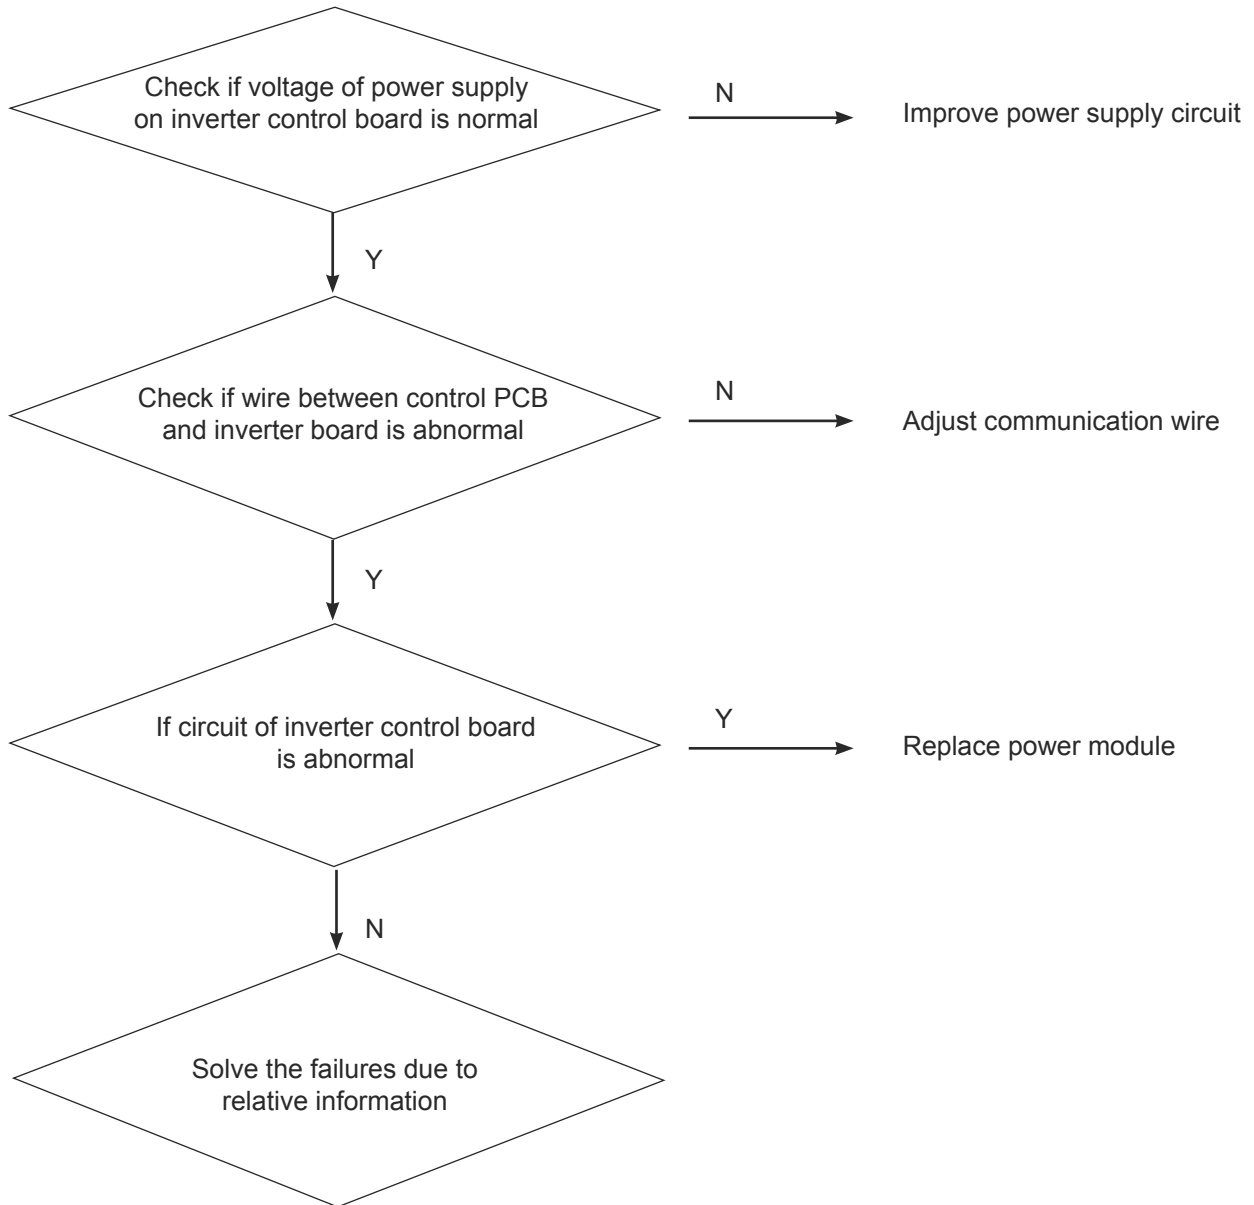 Check if voltage of power supply
on inverter control board is normal
N
Improve power supply circuit
Y
Check if wire between control PCB
and inverter board is abnormal
N
Adjust communication wire
Y
If circuit of inverter control board
is abnormal
Y
Replace power module
N
Solve the failures due to
relative information